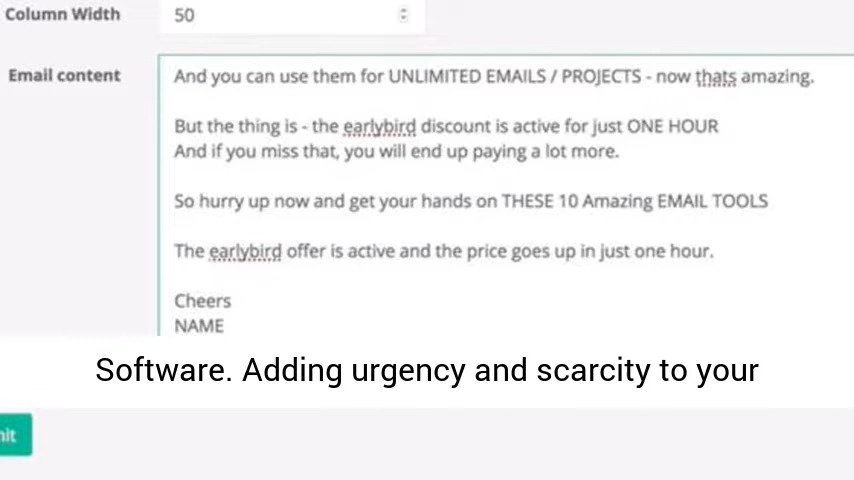 Column Width 50
Email content And you can use them for UNLIMITED EMAILS / PROJECTS - now thats amazing.
But the thing is - the earlybird discount is active for just ONE HOUR
And if you miss that, you will end up paying a lot more.
So hurry up now and get your hands on THESE 10 Amazing EMAIL TOOLS
The earlybird offer is active and the price goes up in just one hour.
Cheers
NAME
Software. Adding urgency and scarcity to your